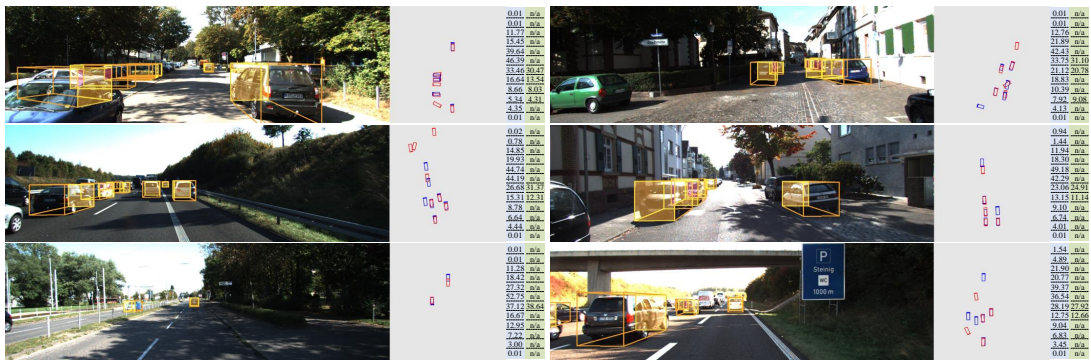 0.01 n/a
0.01 n/a
11.77 n/a
15.45 n/a
39.64 n/a
46.39 n/a
33.46 30.47
16.64 13.54
8.66 8.03
5.34 4.31
4.35 n/a
0.01 n/a
0.01 n/a
0.01 n/a
12.76 n/a
21.89 n/a
42.43 n/a
33.75 31.10
21.12 20.78
18.83 n/a
10.39 n/a
7.92 9.03
4.13 n/a
0.01 n/a
0.02 n/a
0.78 n/a
14.85 n/a
19.93 n/a
44.74 n/a
44.19 n/a
26.68 31.37
15.31 12.31
8.78 n/a
6.64 n/a
4.44 n/a
0.01 n/a
0.94 n/a
1.44 n/a
11.94 n/a
18.30 n/a
49.18 n/a
42.29 n/a
23.06 24.91
13.15 11.14
9.10 n/a
6.74 n/a
4.01 n/a
0.01 n/a
0.01 n/a
0.01 n/a
11.28 n/a
18.42 n/a
27.32 n/a
52.75 n/a
37.12 38.64
16.67 n/a
12.95 n/a
7.22 n/a
3.00 n/a
0.01 n/a
P
Steinig
WC
1000 m
1.54 n/a
4.89 n/a
21.90 n/a
20.77 n/a
39.37 n/a
36.54 n/a
28.19 27.92
12.75 12.66
9.04 n/a
6.83 n/a
3.45 n/a
0.01 n/a